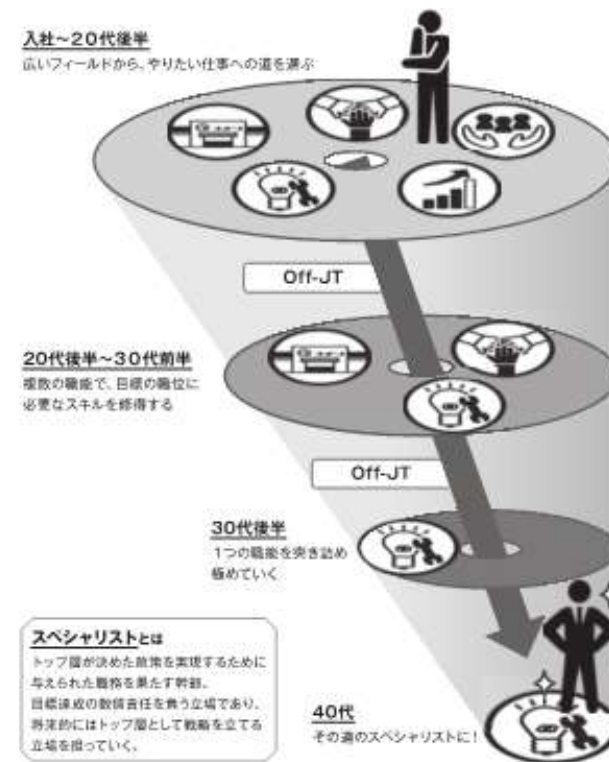 入社～20代後半
広いフィールドから、やりたい仕事への道を選ぶ
Off-JT
20代後半～30代前半
複数の職能で、目標の職位に
必要なスキルを修得する
Off-JT
30代後半
1つの職能を突き詰め
極めていく
スペシャリストとは
トップ層が決めた政策を実現するために
与えられた職務を果たす幹部。
目標達成の数値責任を負う立場であり、
将来的にはトップ層として戦略を立てる
立場を担っていく。
40代
その道のスペシャリストに!